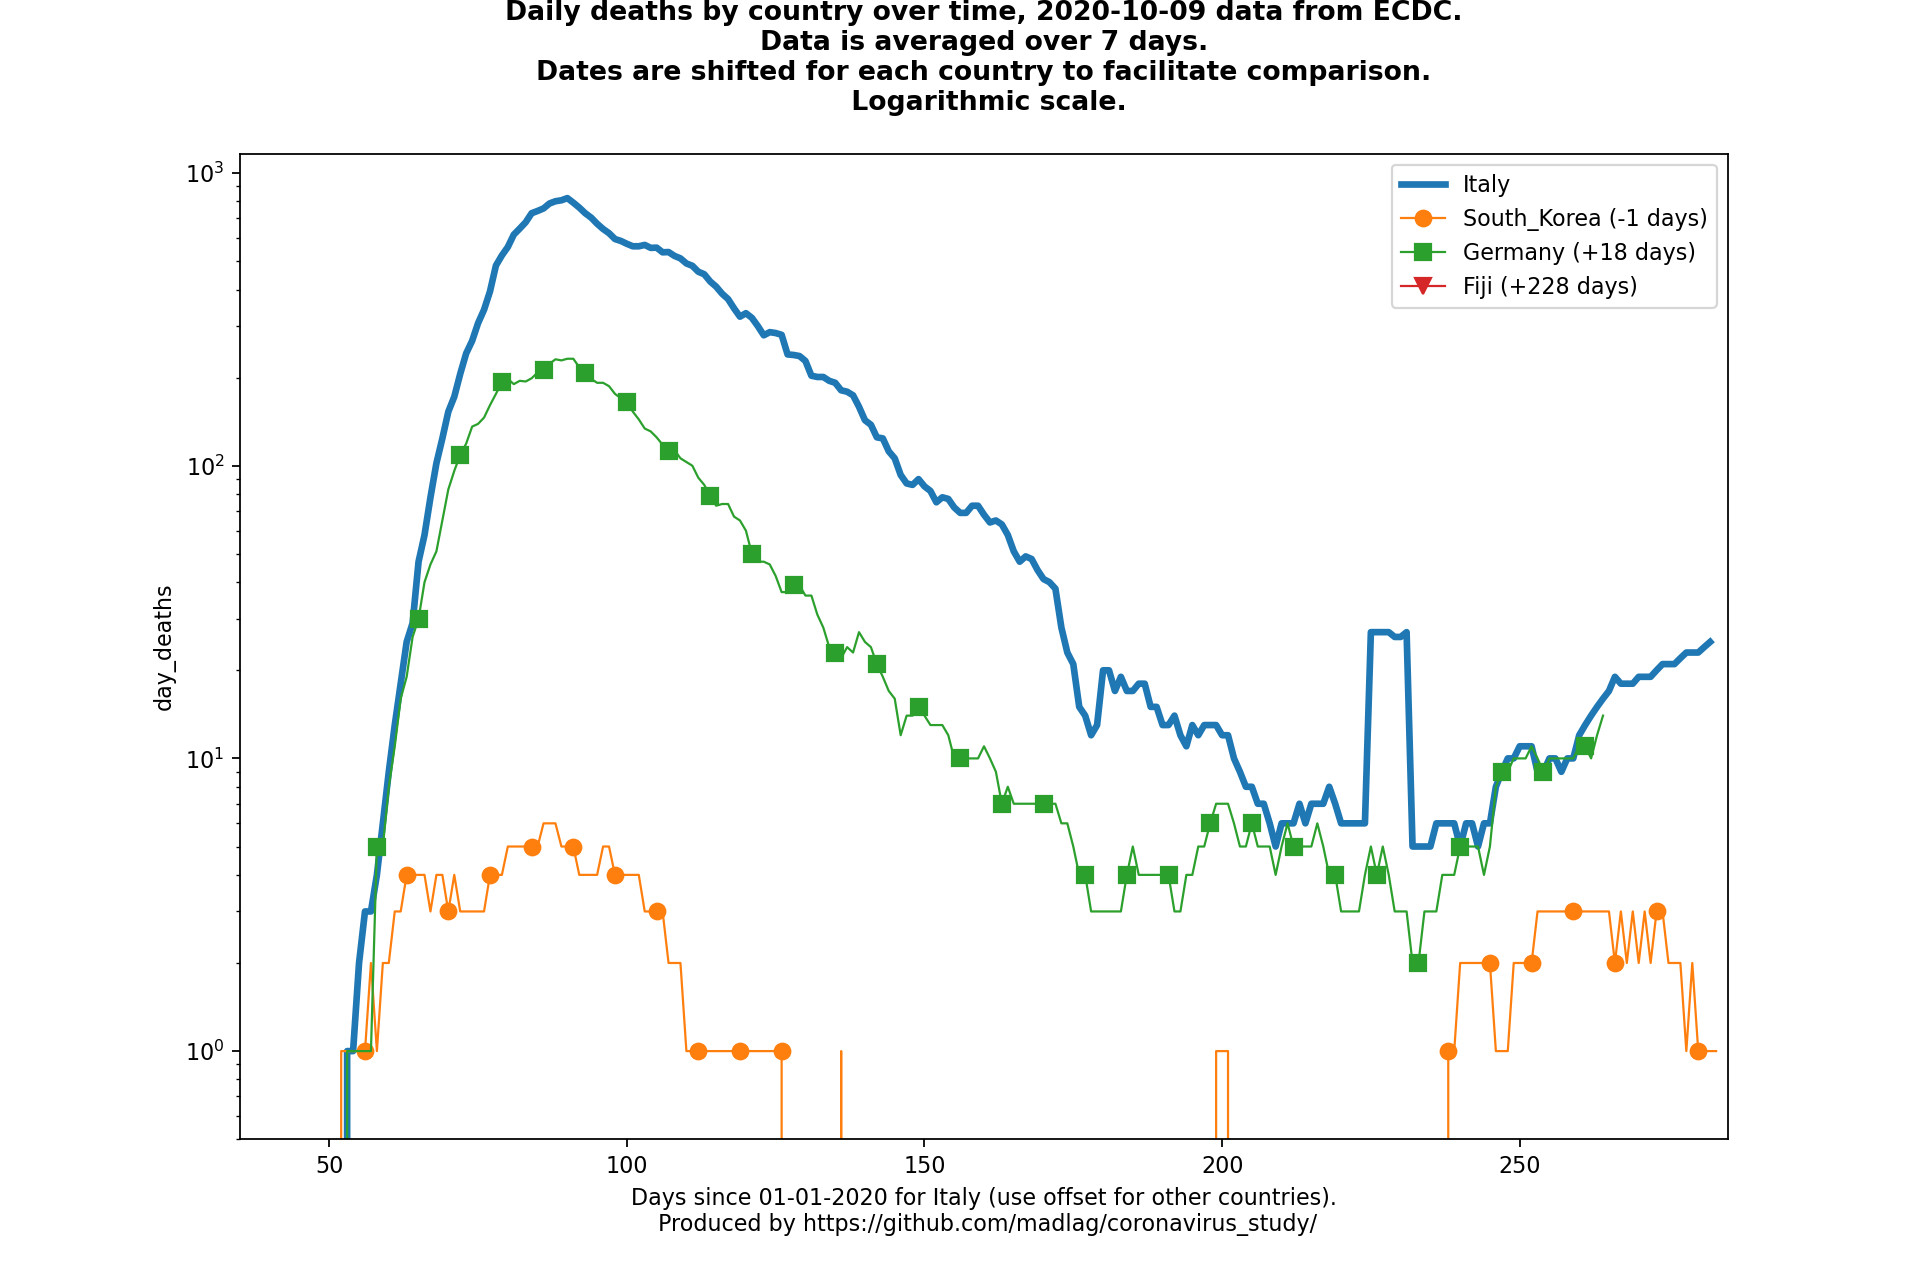 Daily deaths by country over time, 2020-10-09 data from ECDC.
Data is averaged over 7 days.
Dates are shifted for each country to facilitate comparison.
Logarithmic scale.
10³
10²
10¹
10⁰
day_deaths
Italy
South_Korea (-1 days)
Germany (+18 days)
Fiji (+228 days)
50 100 150 200 250
Days since 01-01-2020 for Italy (use offset for other countries).
Produced by https://github.com/madlag/coronavirus_study/